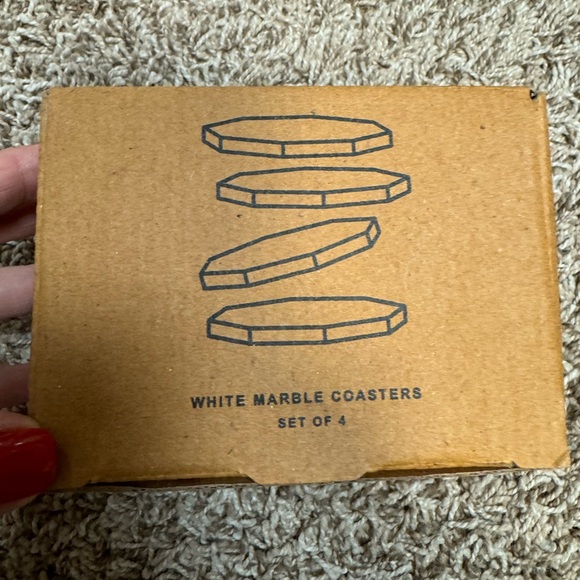 WHITE MARBLE COASTERS
SET OF 4